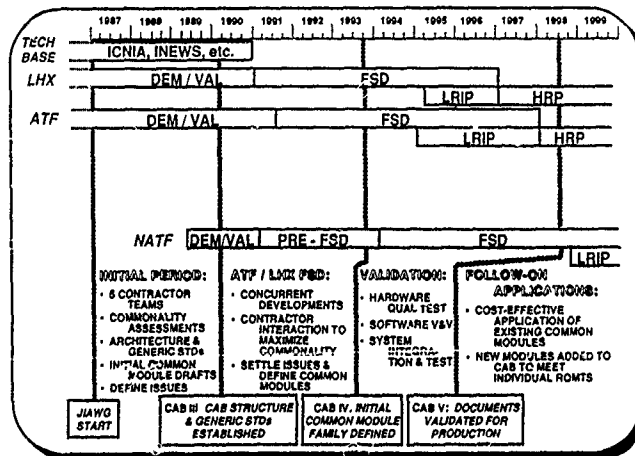 1987 1988 1989 1990 1991 1992 1993 1994 1995 1996 1997 1998 1999
TECH BASE
ICNIA, INEWS, etc.
LHX
DEM / VAL
FSD
LRIP
HRP
ATF
DEM / VAL
FSD
LRIP
HRP
NATF
DEM/VAL
PRE - FSD
FSD
LRIP
INITIAL PERIOD:
• 5 CONTRACTOR
TEAMS
• COMMONALITY
ASSESSMENTS
• ARCHITECTURE &
GENERIC STDs
• INITIAL COMMON
MODULE DRAFTS
• DEFINE ISSUES
ATF / LHX FSD:
• CONCURRENT
DEVELOPMENTS
• CONTRACTOR
INTERACTION TO
MAXIMIZE
COMMONALITY
• SETTLE ISSUES &
DEFINE COMMON
MODULES
VALIDATION:
• HARDWARE
QUAL TEST
• SOFTWARE V&V
• SYSTEM
INTEGRA-
TION & TEST
FOLLOW-ON
APPLICATIONS:
• COST-EFFECTIVE
APPLICATION OF
EXISTING COMMON
MODULES
• NEW MODULES ADDED TO
CAB TO MEET
INDIVIDUAL RQMTS
JIAWG
START
CAB III: CAB STRUCTURE
& GENERIC STDs
ESTABLISHED
CAB IV: INITIAL
COMMON MODULE
FAMILY DEFINED
CAB V: DOCUMENTS
VALIDATED FOR
PRODUCTION